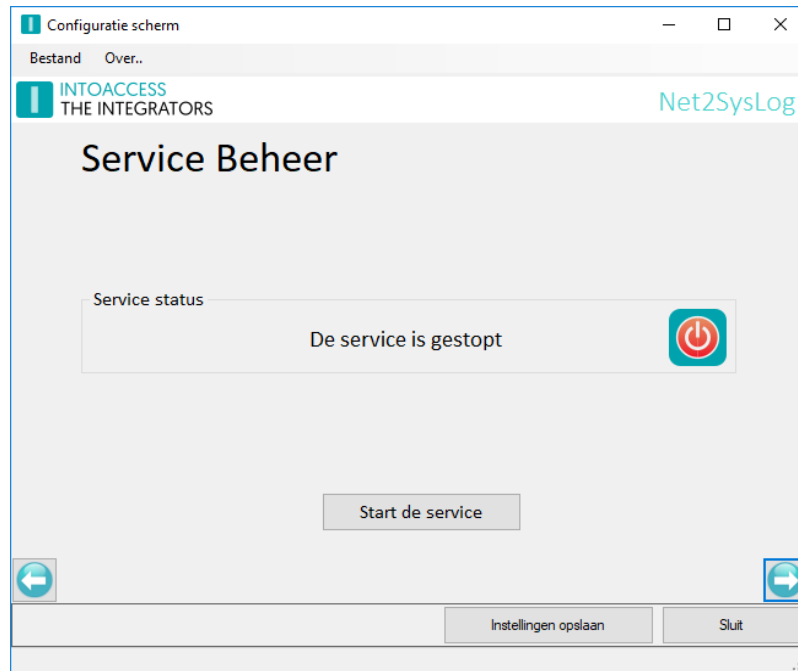 Configuratie scherm
Bestand Over..
INTOACCESS
THE INTEGRATORS
Net2SysLog
Service Beheer
Service status
De service is gestopt
Start de service
Instellingen opslaan Sluit